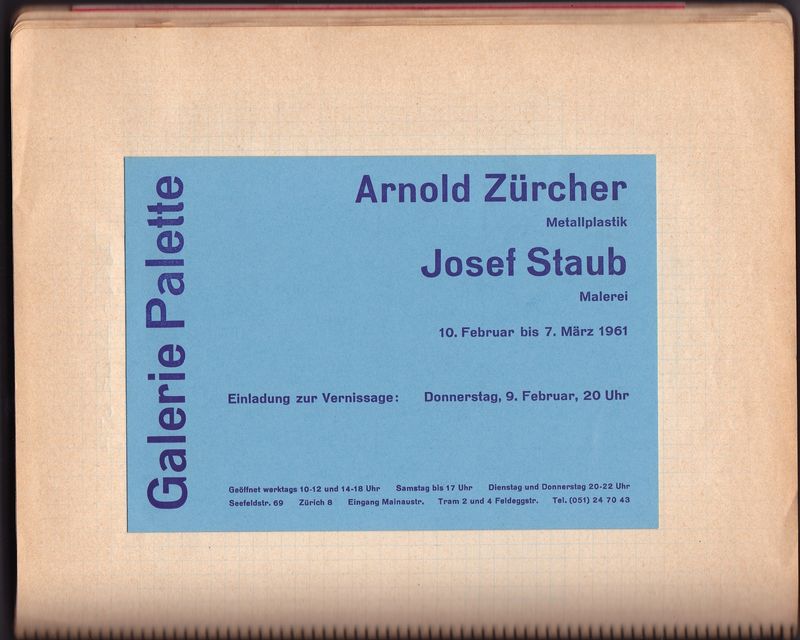 Galerie Palette
Arnold Zürcher
Metallplastik
Josef Staub
Malerei
10. Februar bis 7. März 1961
Einladung zur Vernissage: Donnerstag, 9. Februar, 20 Uhr
Geöffnet werktags 10-12 und 14-18 Uhr Samstag bis 17 Uhr Dienstag und Donnerstag 20-22 Uhr
Seefeldstr. 69 Zürich 8 Eingang Mainaustr. Tram 2 und 4 Feldeggstr. Tel. (051) 24 70 43